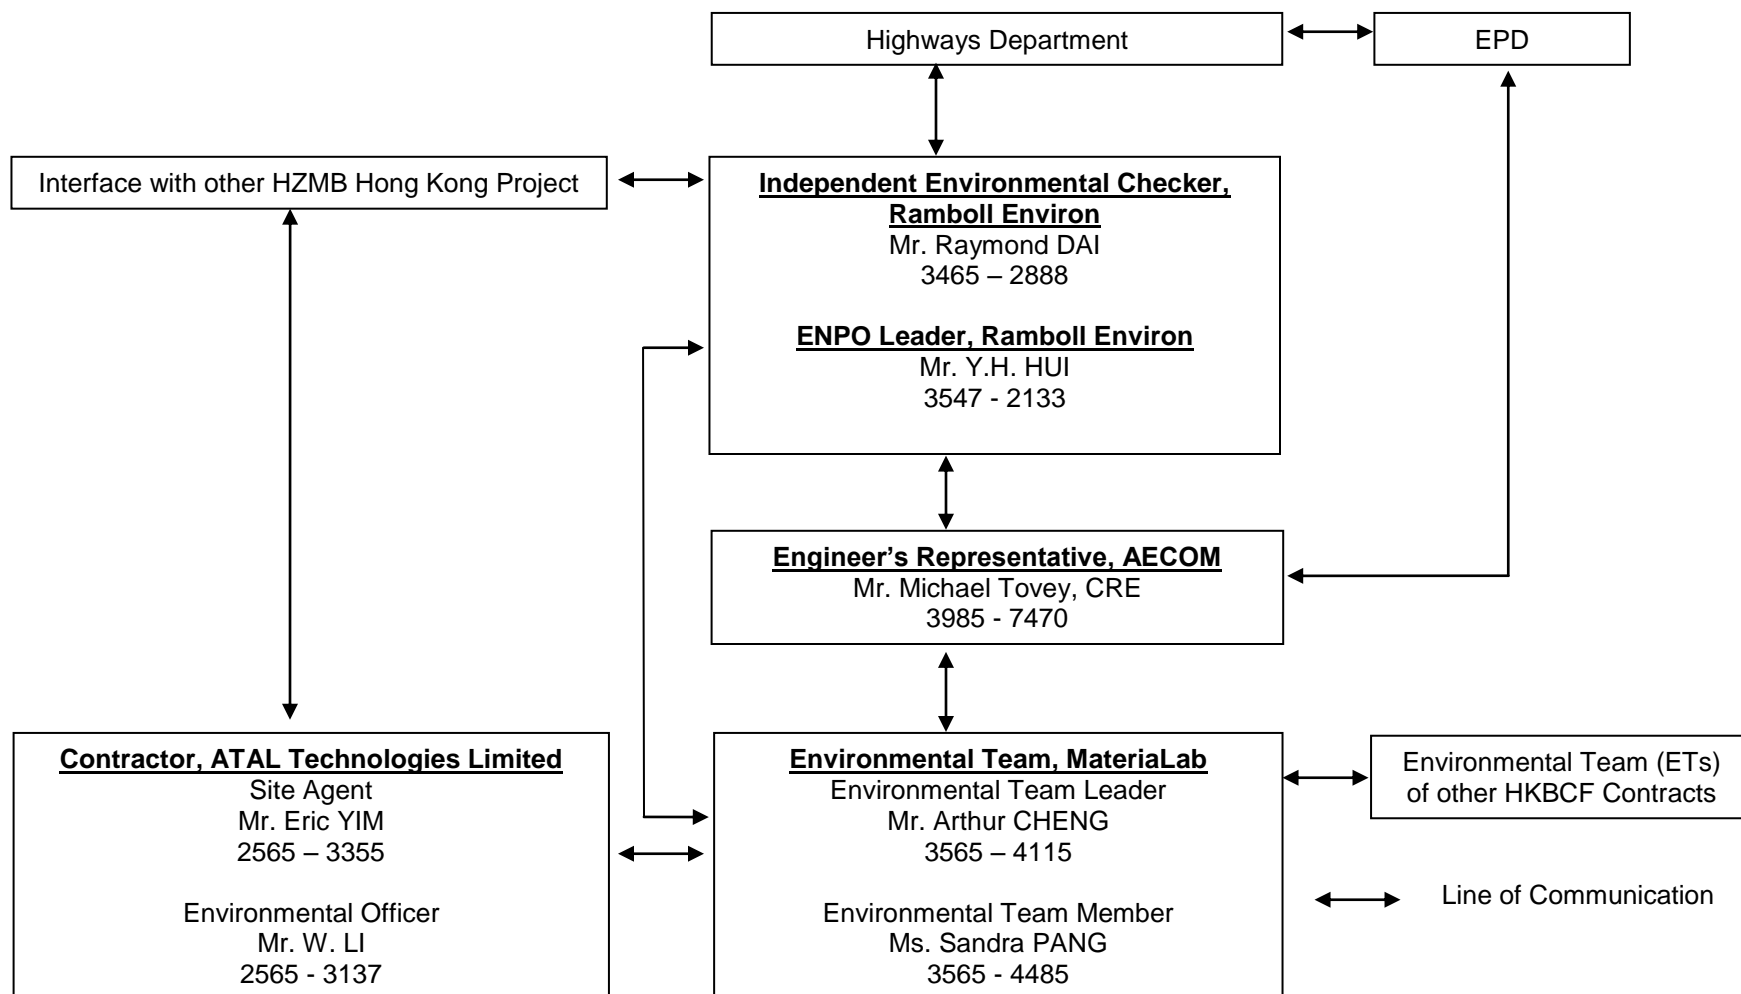 Highways Department
EPD
Interface with other HZMB Hong Kong Project
Independent Environmental Checker,
Ramboll Environ
Mr. Raymond DAI
3465 – 2888
ENPO Leader, Ramboll Environ
Mr. Y.H. HUI
3547 - 2133
Engineer’s Representative, AECOM
Mr. Michael Tovey, CRE
3985 - 7470
Contractor, ATAL Technologies Limited
Site Agent
Mr. Eric YIM
2565 – 3355
Environmental Officer
Mr. W. LI
2565 - 3137
Environmental Team, MateriaLab
Environmental Team Leader
Mr. Arthur CHENG
3565 – 4115
Environmental Team Member
Ms. Sandra PANG
3565 - 4485
Environmental Team (ETs)
of other HKBCF Contracts
Line of Communication